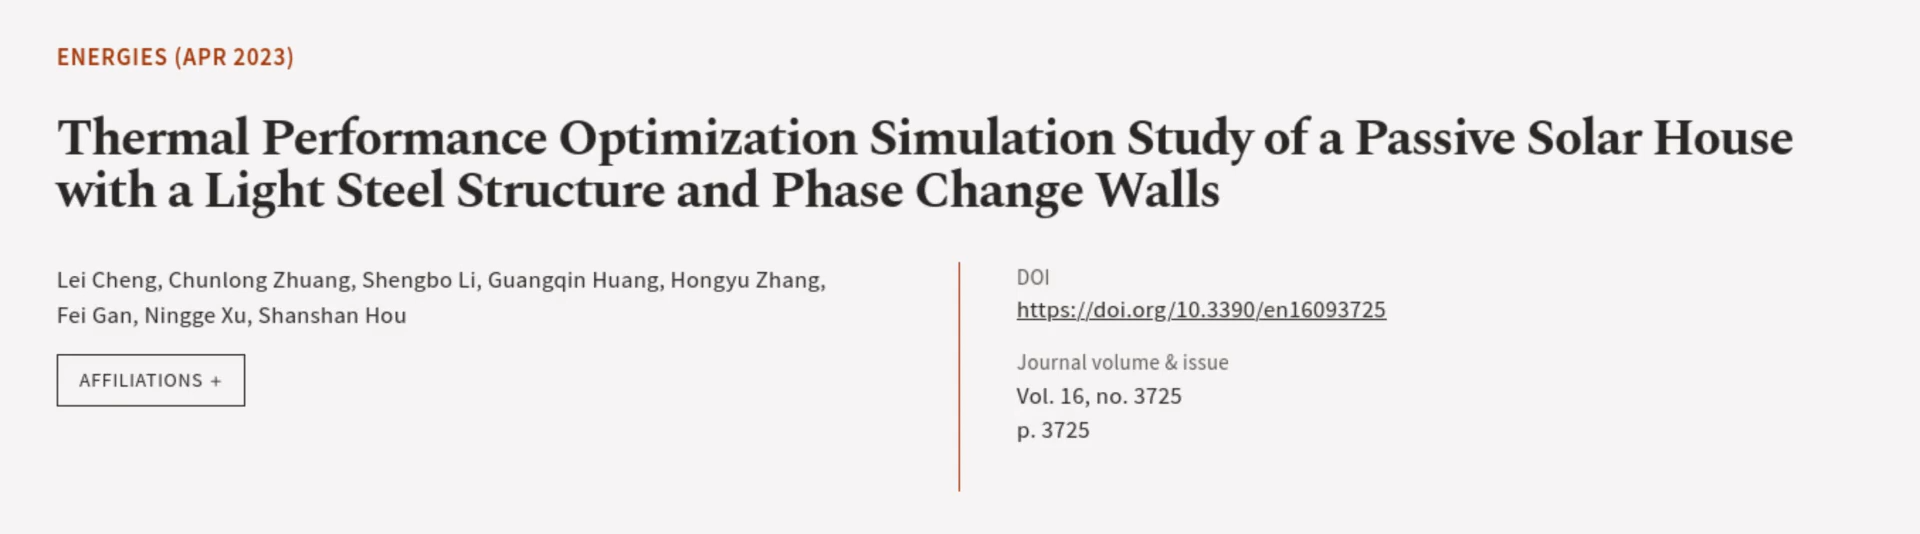 ENERGIES (APR 2023)
Thermal Performance Optimization Simulation Study of a Passive Solar House
with a Light Steel Structure and Phase Change Walls
Lei Cheng, Chunlong Zhuang, Shengbo Li, Guangqin Huang, Hongyu Zhang,
Fei Gan, Ningge Xu, Shanshan Hou
AFFILIATIONS +
DOI
https://doi.org/10.3390/en16093725
Journal volume & issue
Vol. 16, no. 3725
p. 3725